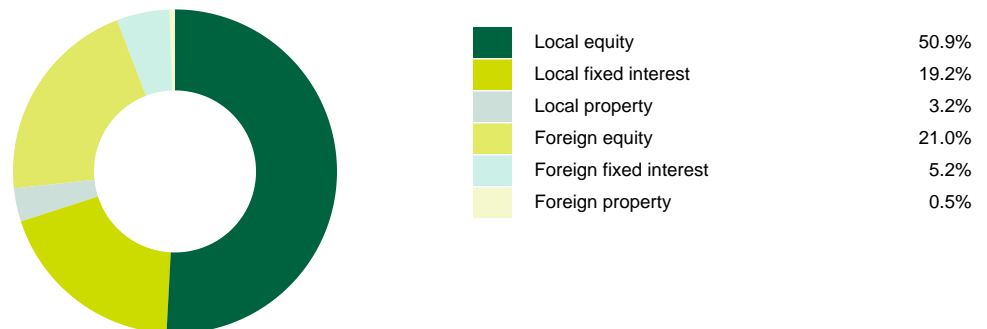 Local equity 50.9%
Local fixed interest 19.2%
Local property 3.2%
Foreign equity 21.0%
Foreign fixed interest 5.2%
Foreign property 0.5%